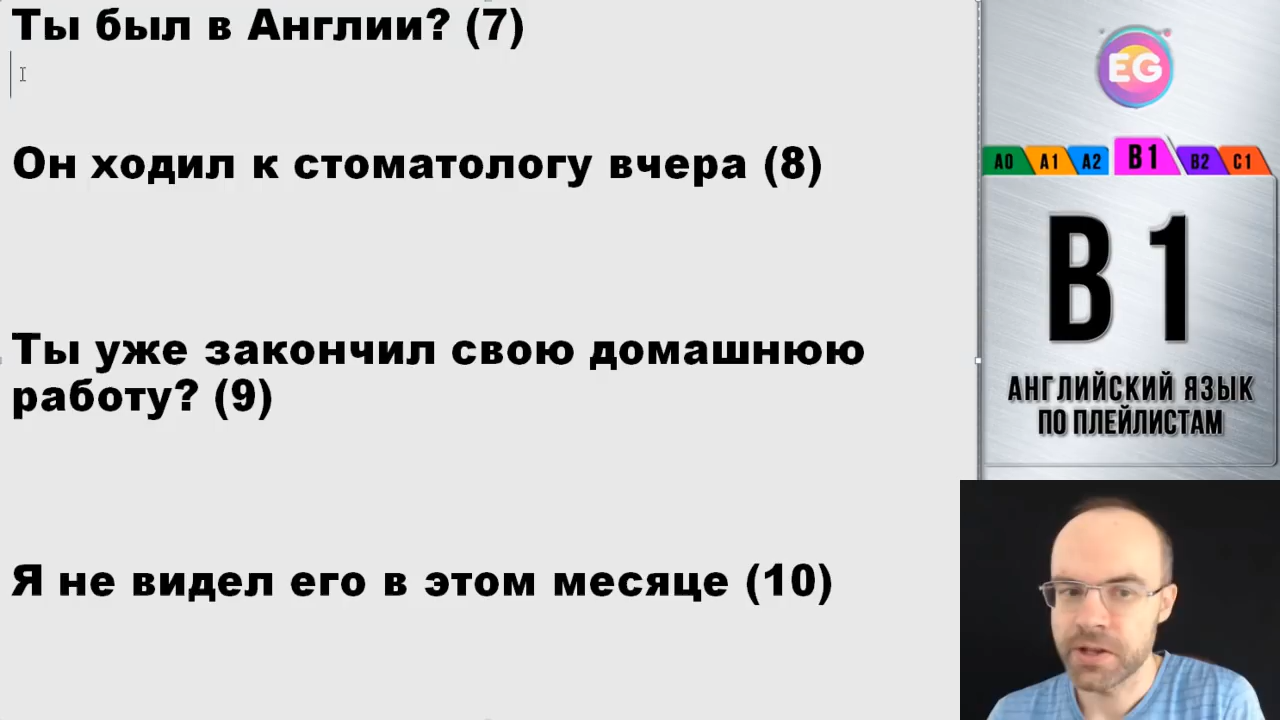 Ты был в Англии? (7)
Он ходил к стоматологу вчера (8)
Ты уже закончил свою домашнюю
работу? (9)
Я не видел его в этом месяце (10)
EG
A0 A1 A2 B1 B2 C1
B1
АНГЛИЙСКИЙ ЯЗЫК
ПО ПЛЕЙЛИСТАМ